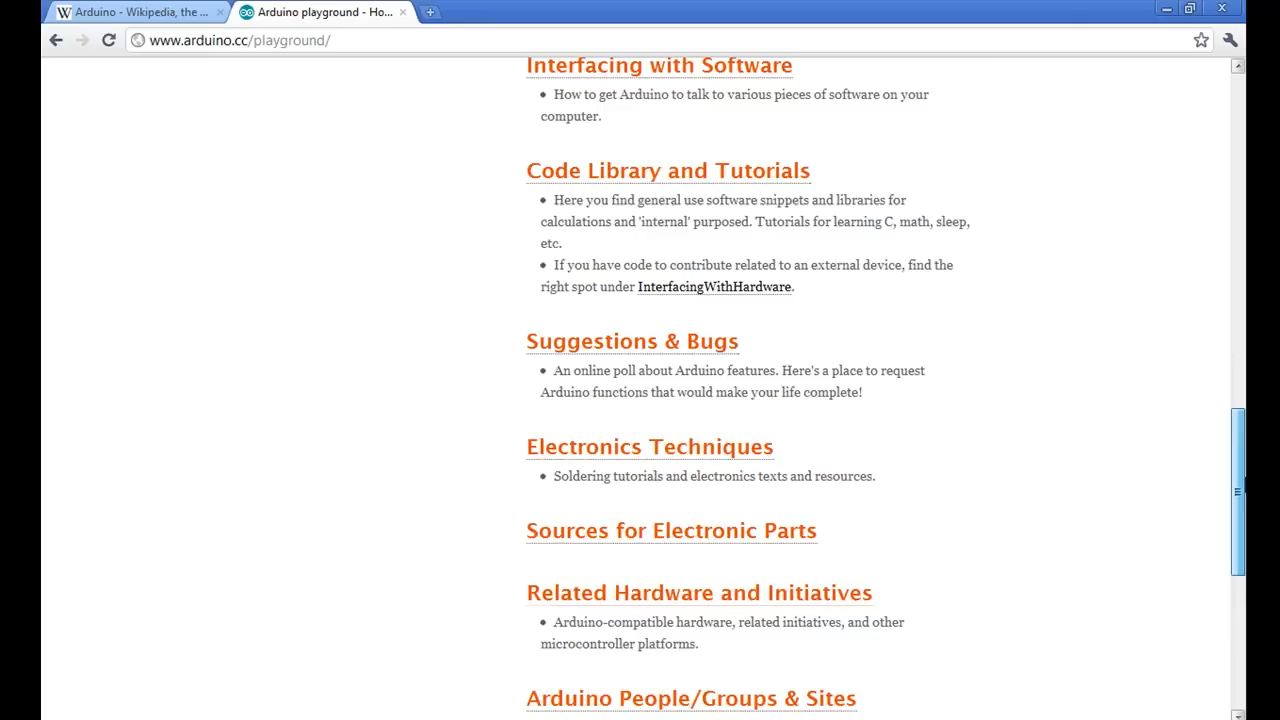 Arduino - Wikipedia, the ...
Arduino playground - Ho...
www.arduino.cc/playground/
Interfacing with Software
How to get Arduino to talk to various pieces of software on your
computer.
Code Library and Tutorials
Here you find general use software snippets and libraries for
calculations and 'internal' purposed. Tutorials for learning C, math, sleep,
etc.
If you have code to contribute related to an external device, find the
right spot under InterfacingWithHardware.
Suggestions & Bugs
An online poll about Arduino features. Here's a place to request
Arduino functions that would make your life complete!
Electronics Techniques
Soldering tutorials and electronics texts and resources.
Sources for Electronic Parts
Related Hardware and Initiatives
Arduino-compatible hardware, related initiatives, and other
microcontroller platforms.
Arduino People/Groups & Sites